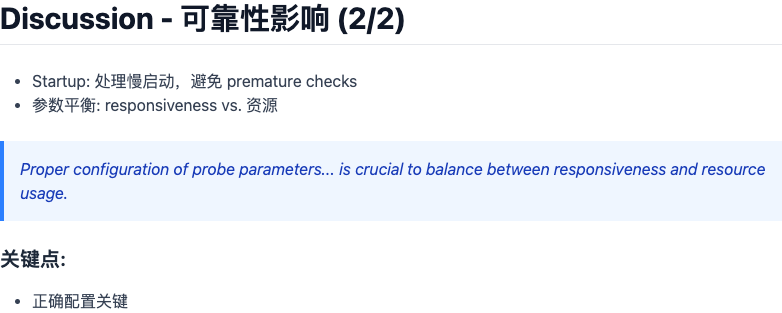 Discussion - 可靠性影响 (2/2)
Startup: 处理慢启动，避免 premature checks
参数平衡: responsiveness vs. 资源
Proper configuration of probe parameters... is crucial to balance between responsiveness and resource
usage.
关键点:
正确配置关键